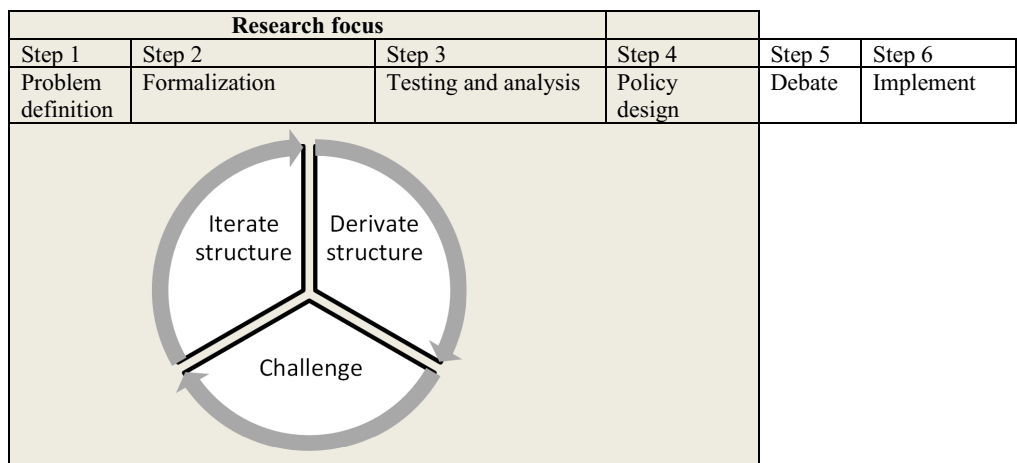 Research focus
Step 1 Step 2 Step 3 Step 4 Step 5 Step 6
Problem definition Formalization Testing and analysis Policy design Debate Implement
Iterate structure
Derivate structure
Challenge